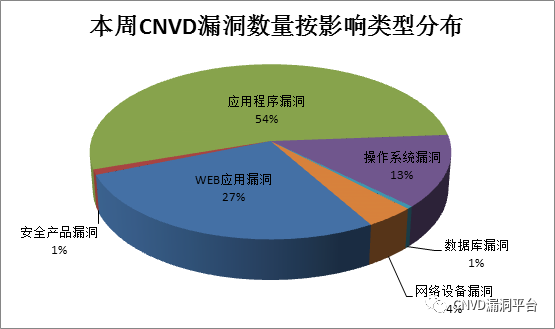 本周CNVD漏洞数量按影响类型分布
应用程序漏洞
54%
操作系统漏洞
13%
WEB应用漏洞
27%
安全产品漏洞
1%
数据库漏洞
1%
网络设备漏洞
4%
CNVD漏洞平台